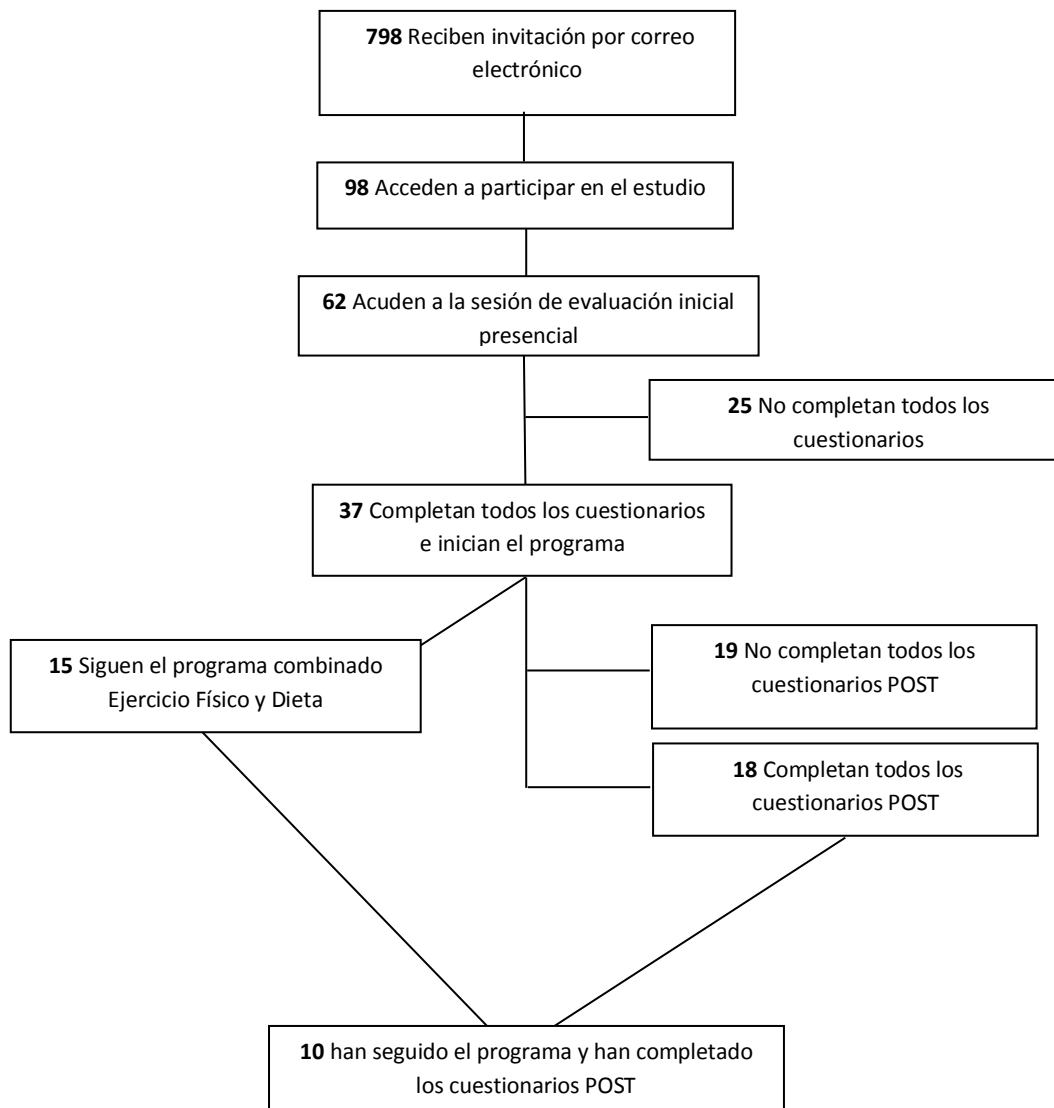 798 Reciben invitación por correo
electrónico
98 Acceden a participar en el estudio
62 Acuden a la sesión de evaluación inicial
presencial
25 No completan todos los
cuestionarios
37 Completan todos los cuestionarios
e inician el programa
15 Siguen el programa combinado
Ejercicio Físico y Dieta
19 No completan todos los
cuestionarios POST
18 Completan todos los
cuestionarios POST
10 han seguido el programa y han completado
los cuestionarios POST